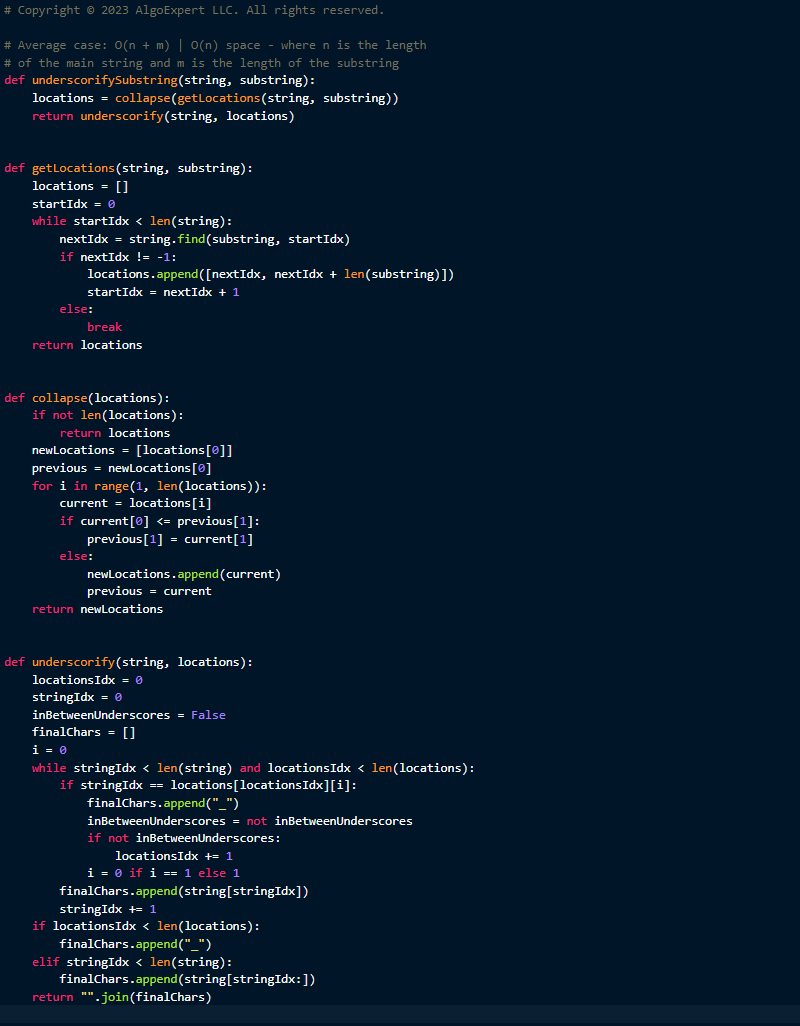 # Copyright © 2023 AlgoExpert LLC. All rights reserved.

# Average case: O(n + m) | O(n) space - where n is the length
# of the main string and m is the length of the substring
def underscorifySubstring(string, substring):
    locations = collapse(getLocations(string, substring))
    return underscorify(string, locations)


def getLocations(string, substring):
    locations = []
    startIdx = 0
    while startIdx < len(string):
        nextIdx = string.find(substring, startIdx)
        if nextIdx != -1:
            locations.append([nextIdx, nextIdx + len(substring)])
            startIdx = nextIdx + 1
        else:
            break
    return locations


def collapse(locations):
    if not len(locations):
        return locations
    newLocations = [locations[0]]
    previous = newLocations[0]
    for i in range(1, len(locations)):
        current = locations[i]
        if current[0] <= previous[1]:
            previous[1] = current[1]
        else:
            newLocations.append(current)
            previous = current
    return newLocations


def underscorify(string, locations):
    locationsIdx = 0
    stringIdx = 0
    inBetweenUnderscores = False
    finalChars = []
    i = 0
    while stringIdx < len(string) and locationsIdx < len(locations):
        if stringIdx == locations[locationsIdx][i]:
            finalChars.append("_")
            inBetweenUnderscores = not inBetweenUnderscores
            if not inBetweenUnderscores:
                locationsIdx += 1
            i = 0 if i == 1 else 1
        finalChars.append(string[stringIdx])
        stringIdx += 1
    if locationsIdx < len(locations):
        finalChars.append("_")
    elif stringIdx < len(string):
        finalChars.append(string[stringIdx:])
    return "".join(finalChars)